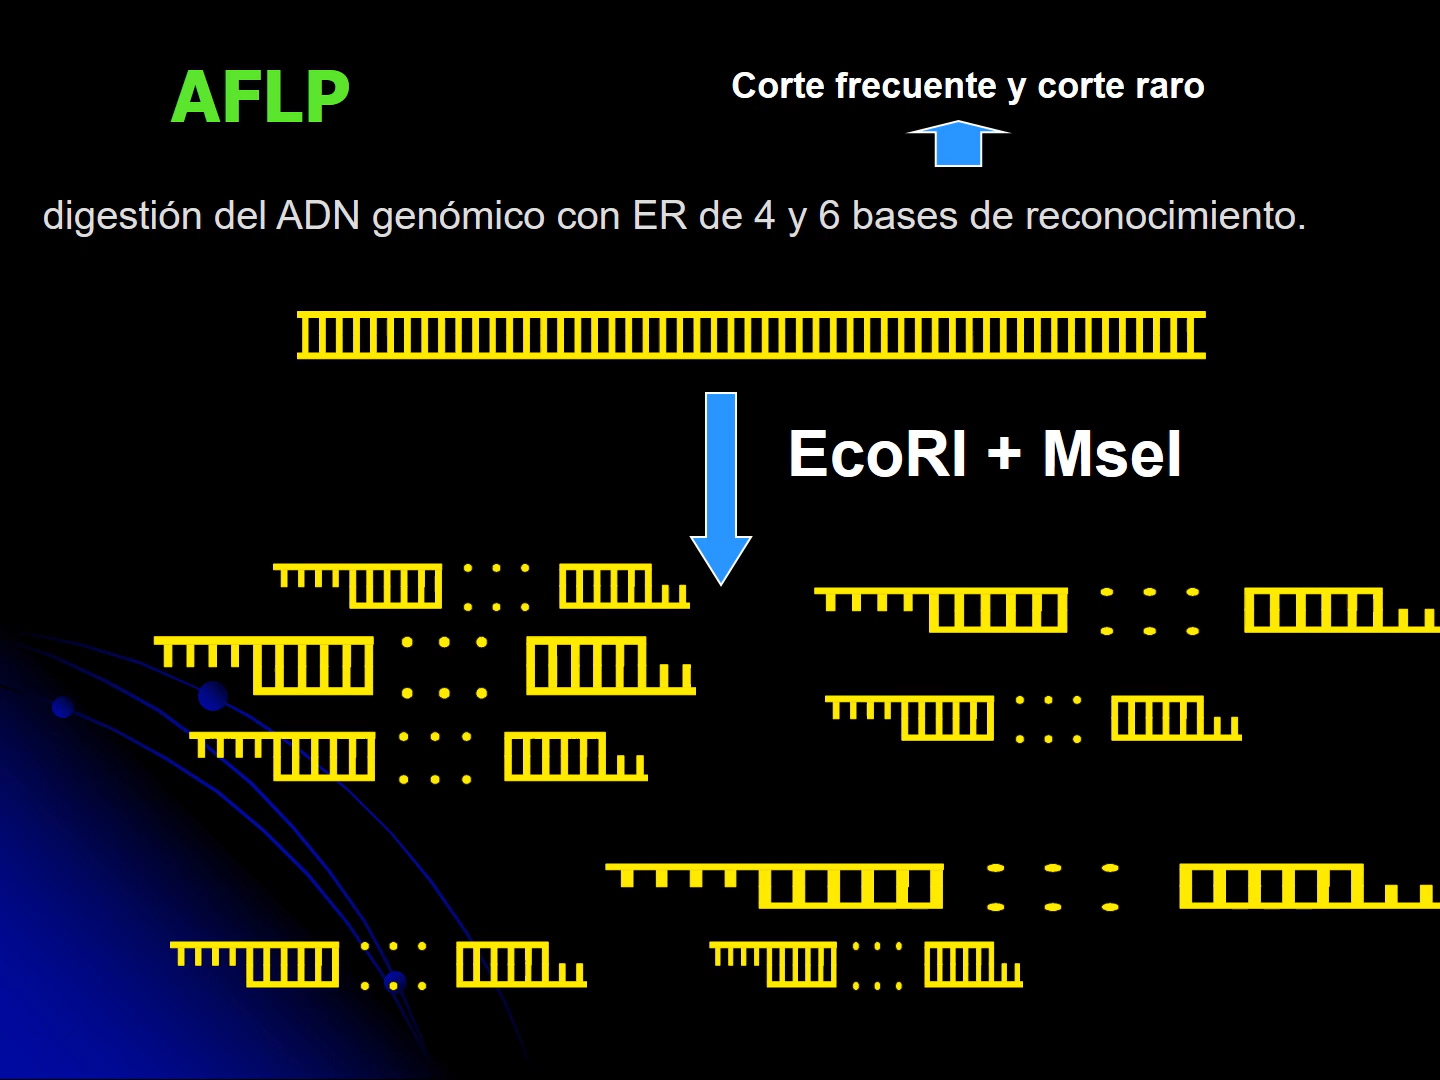 AFLP
Corte frecuente y corte raro
digestión del ADN genómico con ER de 4 y 6 bases de reconocimiento.
EcoRI + MseI